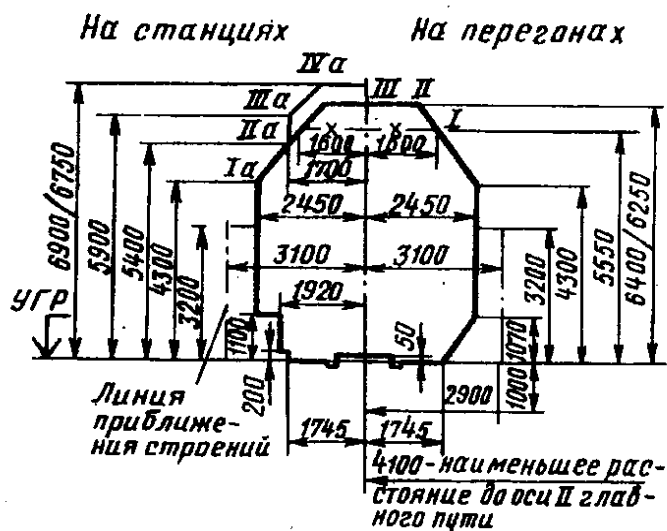 На станциях
На перегонах
IVа
III II
IIIа
IIа
I
1600 1600
Iа
1700
2450 2450
3100 3100
1920
6900/6750
5900
5400
4300
3200
3200
4300
5550
6400/6250
УГР
1100
200
50
1070
1000
2900
Линия
приближе-
ния строений
1745 1745
4100-наименьшее рас-
стояние до оси II глав-
ного пути